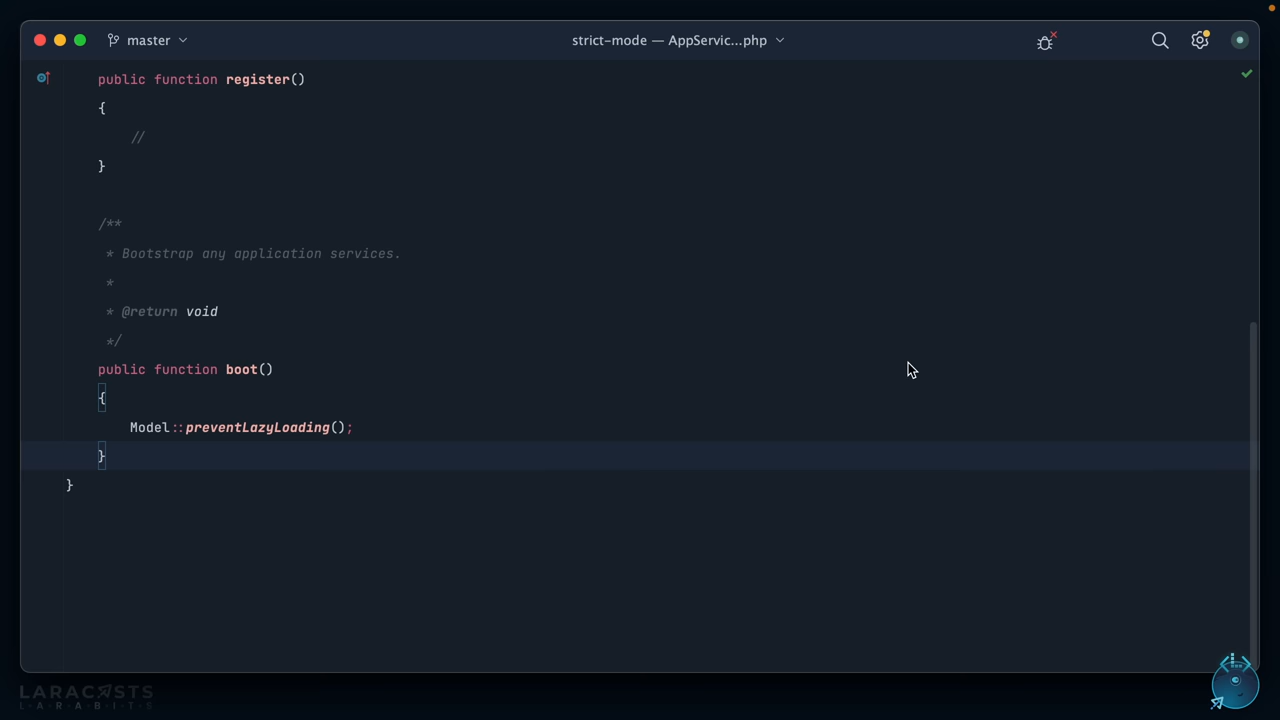 master
strict-mode — AppServic...php
public function register()
{
//
}
/**
* Bootstrap any application services.
*
* @return void
*/
public function boot()
{
Model::preventLazyLoading();
}
}
LARACASTS
L·A·R·A·B·I·T·S